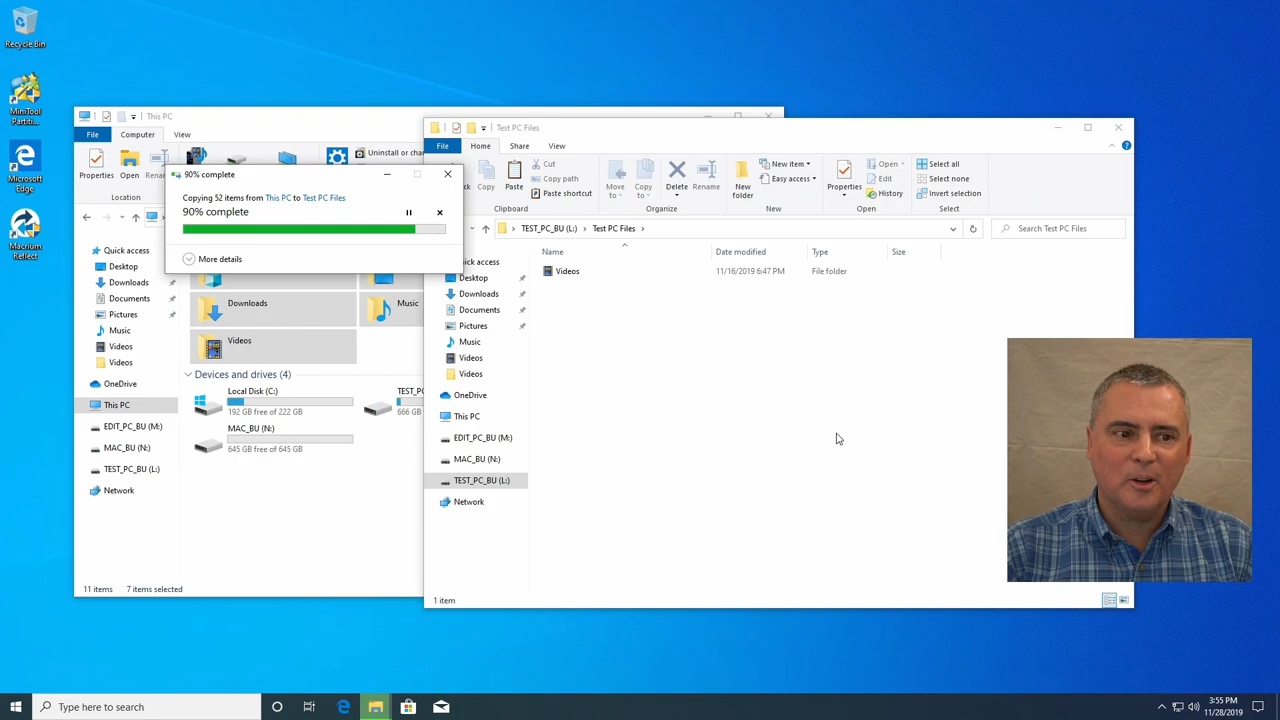 Recycle Bin
MiniTool
Partiti...
Microsoft
Edge
Macrium
Reflect
This PC
File
Computer
View
Properties
Open
Renam
Uninstall or chan
Location
90% complete
Copying 52 items from This PC to Test PC Files
90% complete
More details
Quick access
Desktop
Downloads
Documents
Pictures
Music
Videos
Videos
OneDrive
This PC
EDIT_PC_BU (M:)
MAC_BU (N:)
TEST_PC_BU (L:)
Network
Downloads
Music
Videos
Devices and drives (4)
Local Disk (C:)
192 GB free of 222 GB
TEST_PC
666 GB
MAC_BU (N:)
645 GB free of 645 GB
11 items
7 items selected
Test PC Files
File
Home
Share
View
Copy
Paste
Cut
Copy path
Paste shortcut
Clipboard
Move
to
Copy
to
Delete
Rename
Organize
New
folder
New item
Easy access
New
Properties
Open
Edit
History
Open
Select all
Select none
Invert selection
Select
TEST_PC_BU (L:)
Test PC Files
Search Test PC Files
Name
Date modified
Type
Size
Videos
11/16/2019 6:47 PM
File folder
ck access
Desktop
Downloads
Documents
Pictures
Music
Videos
Videos
OneDrive
This PC
EDIT_PC_BU (M:)
MAC_BU (N:)
TEST_PC_BU (L:)
Network
1 item
Type here to search
3:55 PM
11/28/2019